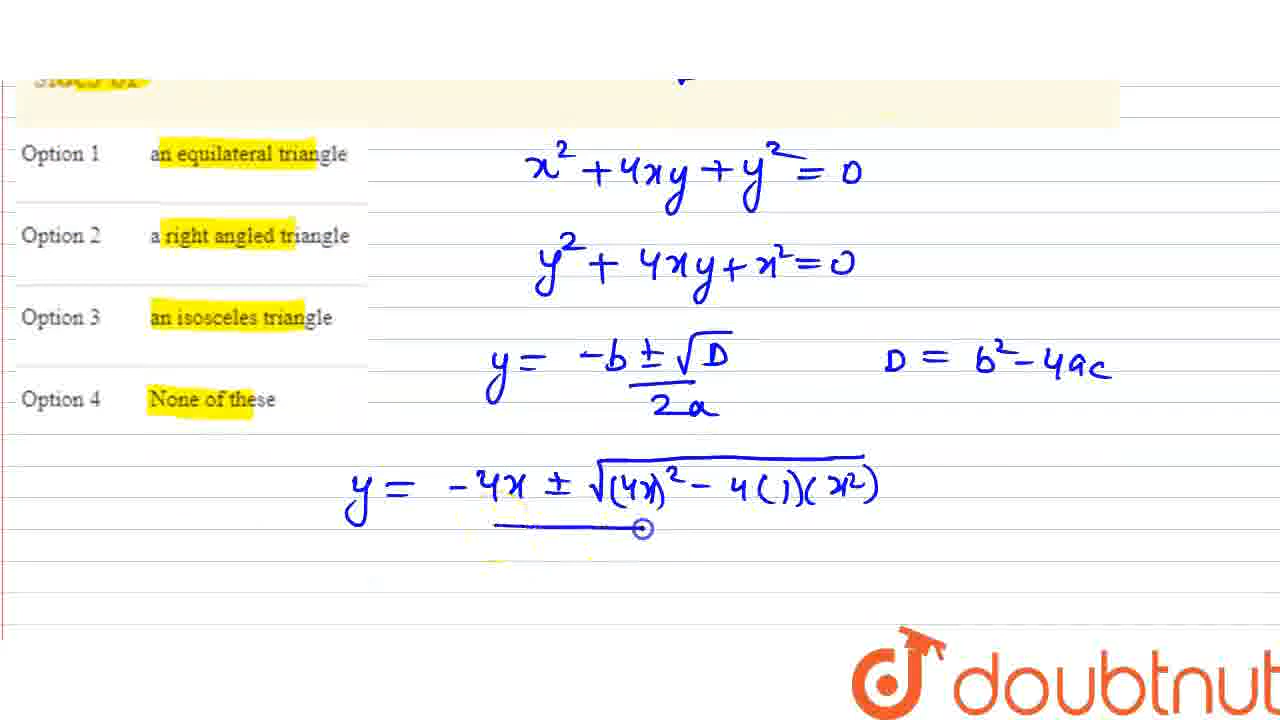 Option 1 an equilateral triangle
x² + 4xy + y² = 0
Option 2 a right angled triangle
y² + 4xy + x² = 0
Option 3 an isosceles triangle
y = -b ± √D / 2a
D = b² - 4ac
Option 4 None of these
y = -4x ± √(4x)² - 4(1)(x²)
doubtnut